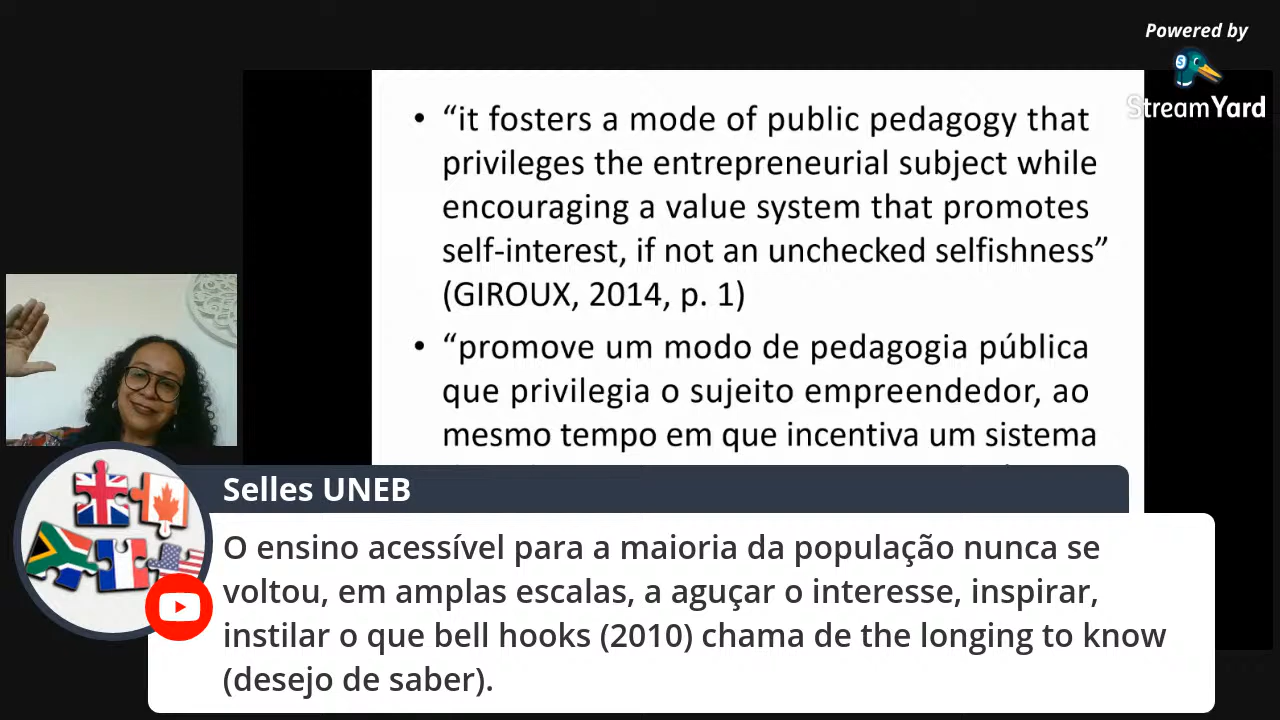 Powered by
StreamYard
• “it fosters a mode of public pedagogy that
privileges the entrepreneurial subject while
encouraging a value system that promotes
self-interest, if not an unchecked selfishness”
(GIROUX, 2014, p. 1)
• “promove um modo de pedagogia pública
que privilegia o sujeito empreendedor, ao
mesmo tempo em que incentiva um sistema
Selles UNEB
O ensino acessível para a maioria da população nunca se
voltou, em amplas escalas, a aguçar o interesse, inspirar,
instilar o que bell hooks (2010) chama de the longing to know
(desejo de saber).